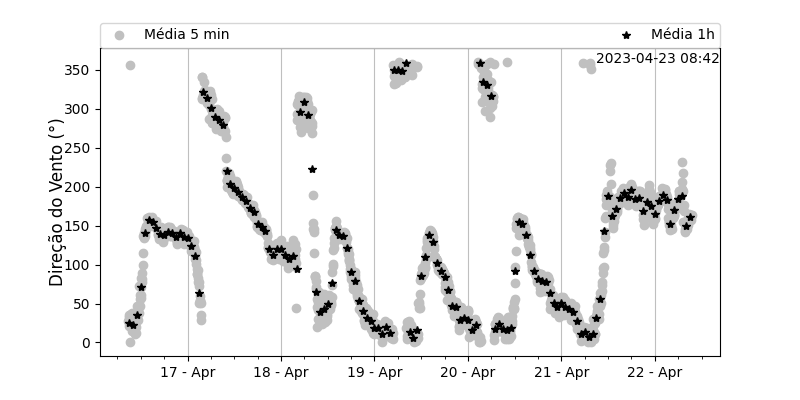 Média 5 min
Média 1h
2023-04-23 08:42
Direção do Vento (°)
350
300
250
200
150
100
50
0
17 - Apr
18 - Apr
19 - Apr
20 - Apr
21 - Apr
22 - Apr